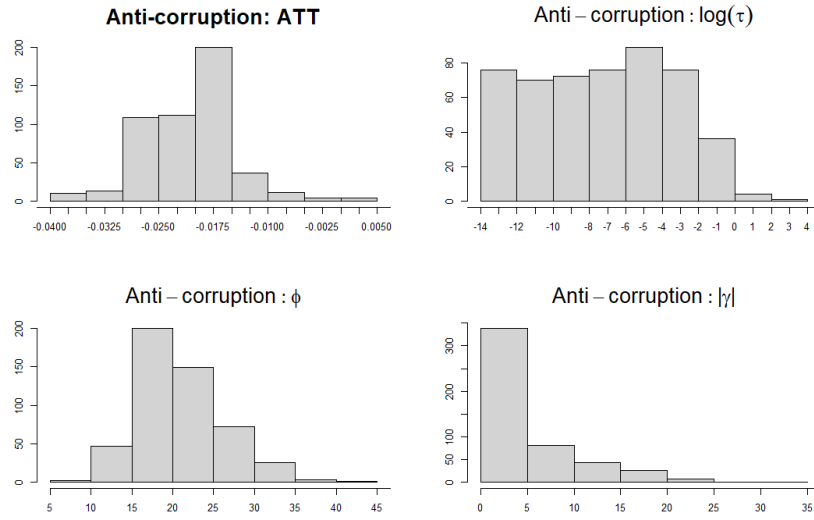 Anti-corruption: ATT
200
150
100
50
0
-0.0400 -0.0325 -0.0250 -0.0175 -0.0100 -0.0025 0.0050
Anti − corruption : log(τ)
80
60
40
20
0
-14 -12 -10 -8 -7 -6 -5 -4 -3 -2 -1 0 1 2 3 4
Anti − corruption : ϕ
200
150
100
50
0
5 10 15 20 25 30 35 40 45
Anti − corruption : |γ|
300
200
100
50
0
0 5 10 15 20 25 30 35